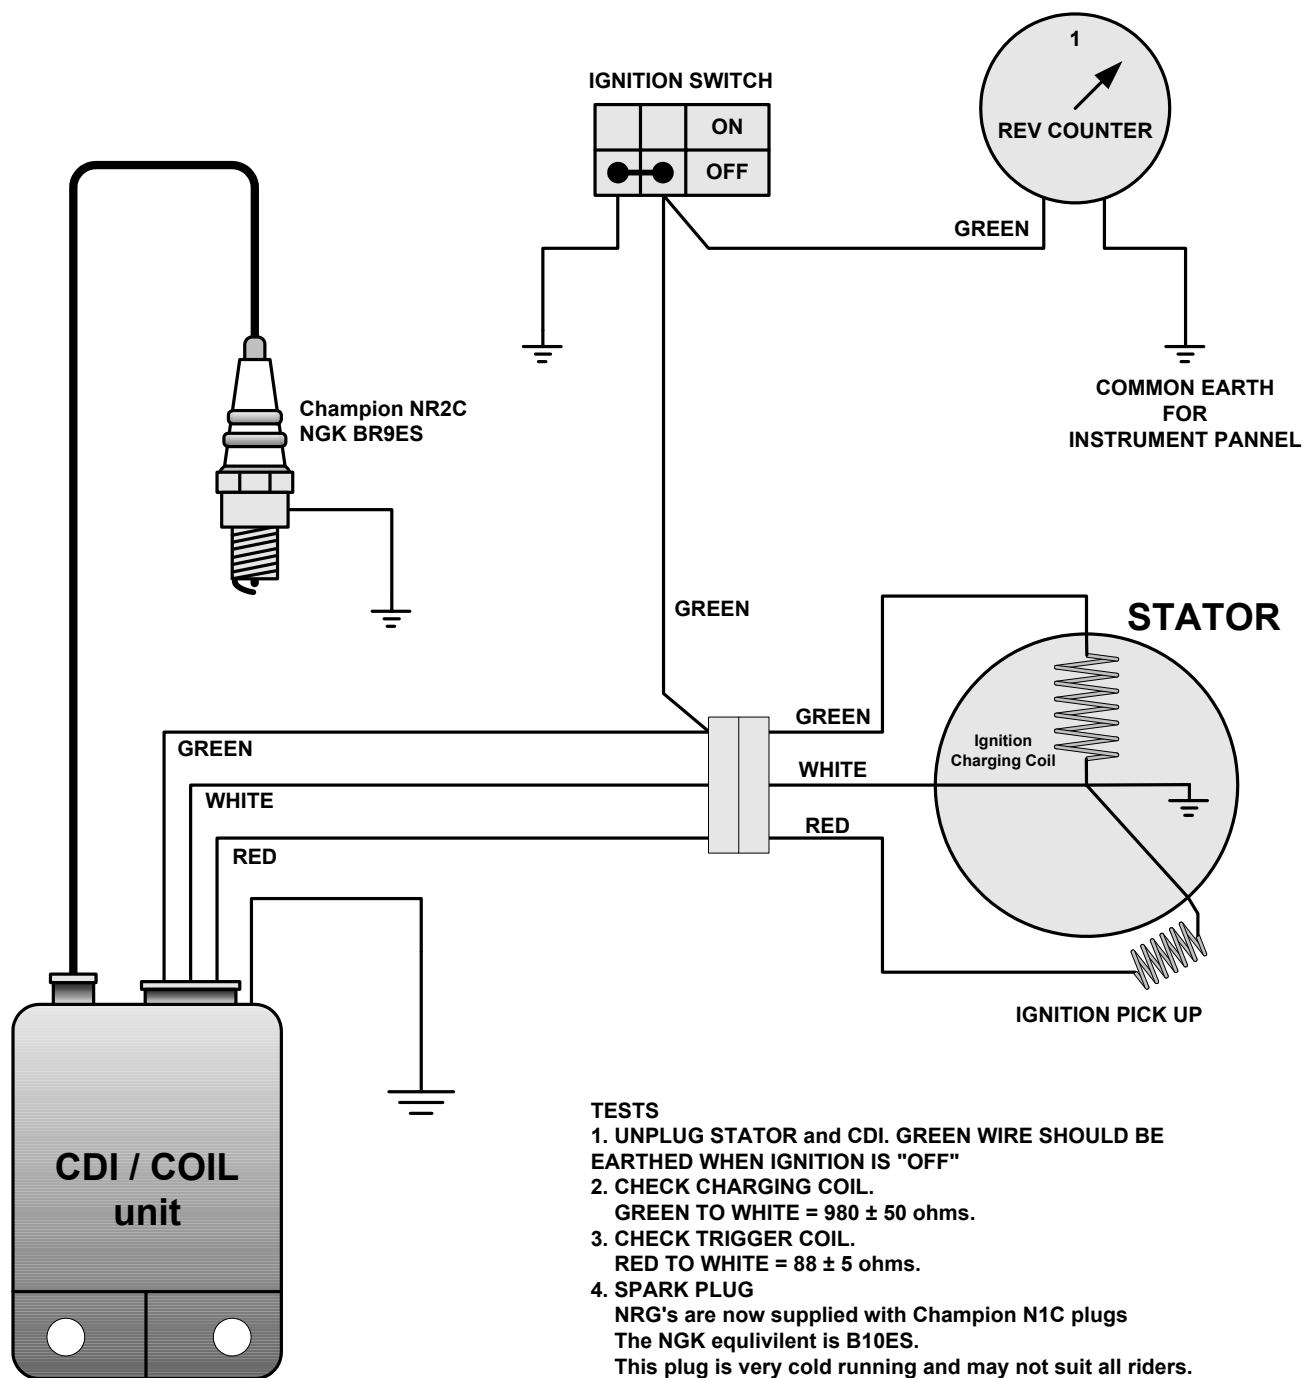 1
IGNITION SWITCH
ON
REV COUNTER
OFF
GREEN
COMMON EARTH
FOR
INSTRUMENT PANNEL
Champion NR2C
NGK BR9ES
GREEN
STATOR
GREEN
GREEN
Ignition
Charging Coil
WHITE
WHITE
RED
RED
IGNITION PICK UP
CDI / COIL
unit
TESTS
1. UNPLUG STATOR and CDI. GREEN WIRE SHOULD BE
EARTHED WHEN IGNITION IS "OFF"
2. CHECK CHARGING COIL.
GREEN TO WHITE = 980 ± 50 ohms.
3. CHECK TRIGGER COIL.
RED TO WHITE = 88 ± 5 ohms.
4. SPARK PLUG
NRG's are now supplied with Champion N1C plugs
The NGK equlivilent is B10ES.
This plug is very cold running and may not suit all riders.